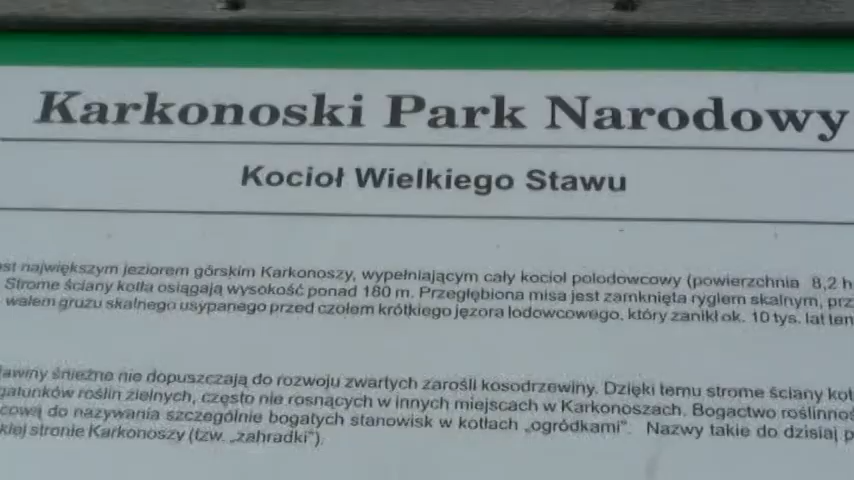 Karkonoski Park Narodowy
Kocioł Wielkiego Stawu
największym jeziorem górskim Karkonoszy, wypełniającym cały kocioł polodowcowy (powierzchnia 8,2 h
Strome ściany kotła osiągają wysokość ponad 180 m. Przegłębiona misa jest zamknięta ryglem skalnym, prz
wałem gruzu skalnego usypanego przed czołem krótkiego jęzora lodowcowego, który zanikł ok. 10 tys. lat tem
śnieżne nie dopuszczają do rozwoju zwartych zarośli kosodrzewiny. Dzięki temu strome ściany kot
gatunków roślin zielnych, często nie rosnących w innych miejscach w Karkonoszach. Bogactwo roślinnoś
cową do nazywania szczególnie bogatych stanowisk w kotłach „ogródkami". Nazwy takie do dzisiaj p
kiej stronie Karkonoszy (tzw. „zahradki").